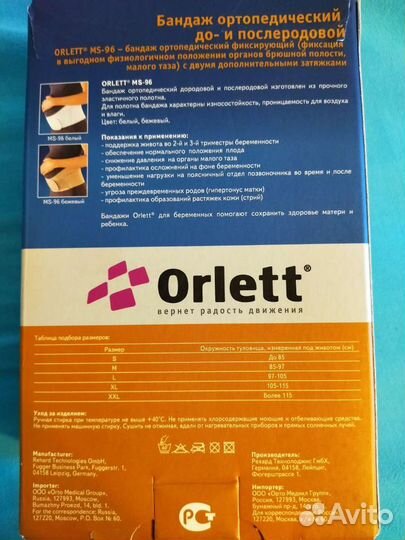 Бандаж ортопедический
до- и послеродовой
ORLETT® MS-96 – бандаж ортопедический фиксирующий (фиксация
в выгодном физиологичном положении органов брюшной полости,
малого таза) с двумя дополнительными затяжками
ORLETT® MS-96
Бандаж ортопедический дородовой и послеродовой изготовлен из прочного
эластичного полотна.
Для полотна бандажа характерны износостойкость, проницаемость для воздуха
и влаги.
Цвет: белый, бежевый.
MS-96 белый
Показания к применению:
- поддержка живота во 2-й и 3-й триместры беременности
- обеспечение нормального положения плода
- снижение давления на органы малого таза
- профилактика осложнений на фоне беременности
- уменьшение нагрузки на поясничный отдел позвоночника во время и после
беременности
- угроза преждевременных родов (гипертонус матки)
- профилактика образований растяжек кожи (стрий)
MS-96 бежевый
Бандажи Orlett® для беременных помогают сохранить здоровье матери и
ребенка.
Orlett®
вернет радость движения
Таблица подбора размеров:
Размер Окружность туловища, измеренная под животом (см)
S До 85
M 85-97
L 97-105
XL 105-115
XXL Более 115
Уход за изделием:
Ручная стирка при температуре не выше +40°C. Не применять хлорсодержащие моющие и отбеливающие средства.
Не применять машинную стирку. Сушить не отжимая, вдали от нагревательных приборов и прямых солнечных лучей.
Manufacturer:
Rehard Technologies GmbH,
Fugger Business Park, Fuggerstr. 1,
04158, Leipzig, Germany
Importer:
ООО «Orto Medical Group»,
Russia, 127993, Moscow,
Bumazhny Proezd, 14, bld. 1.
For the correspondence: Russia,
127220, Moscow, P.O. Box No. 60.
Производитель:
Рехард Технолоджис ГмбХ,
Германия, 04158, Лейпциг,
Фюгерштрассе 1.
Импортер:
ООО «Орто Медикал Групп»,
Россия, 127993, Москва,
Бумажный пр-д, 14,
Для корреспонденции:
127220, Москва,
РСТ
Avito